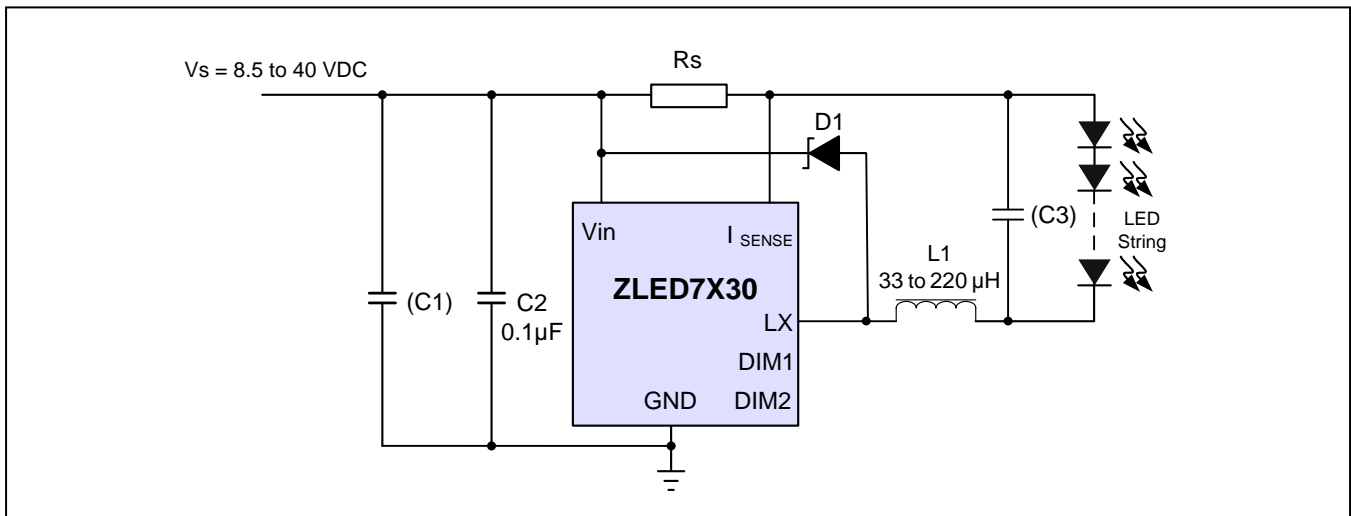 Vs = 8.5 to 40 VDC
Rs
D1
Vin
I SENSE
ZLED7X30
(C1)
C2
0.1µF
LX
DIM1
DIM2
GND
L1
33 to 220 µH
(C3)
LED
String